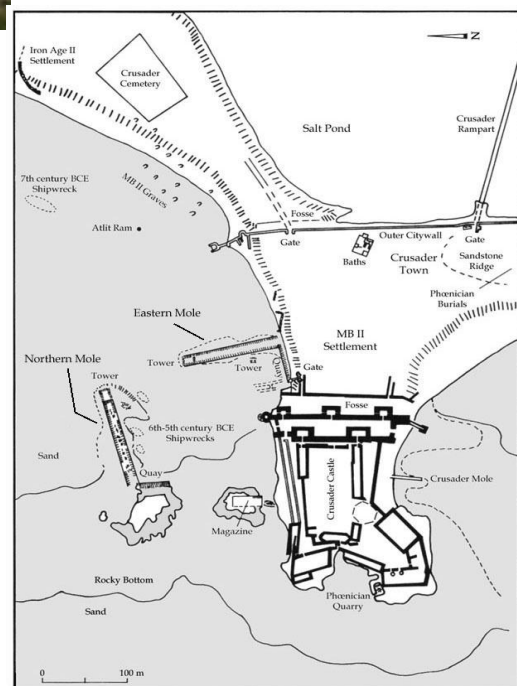 Iron Age II
Settlement
Crusader
Cemetery
N
Salt Pond
Crusader
Rampart
7th century BCE
Shipwreck
MB II Graves
Atlit Ram
Fosse
Gate
Outer Citywall
Gate
Baths
Crusader
Town
Sandstone
Ridge
Phœnician
Burials
Eastern Mole
MB II
Settlement
Northern Mole
Tower
Tower
Quay
Gate
Tower
Fosse
6th-5th century BCE
Shipwrecks
Sand
Quay
Crusader Castle
Crusader Mole
Magazine
Rocky Bottom
Phœnician
Quarry
Sand
0 100 m